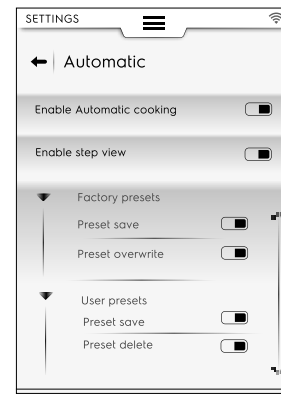 SETTINGS
Automatic
Enable Automatic cooking
Enable step view
Factory presets
Preset save
Preset overwrite
User presets
Preset save
Preset delete